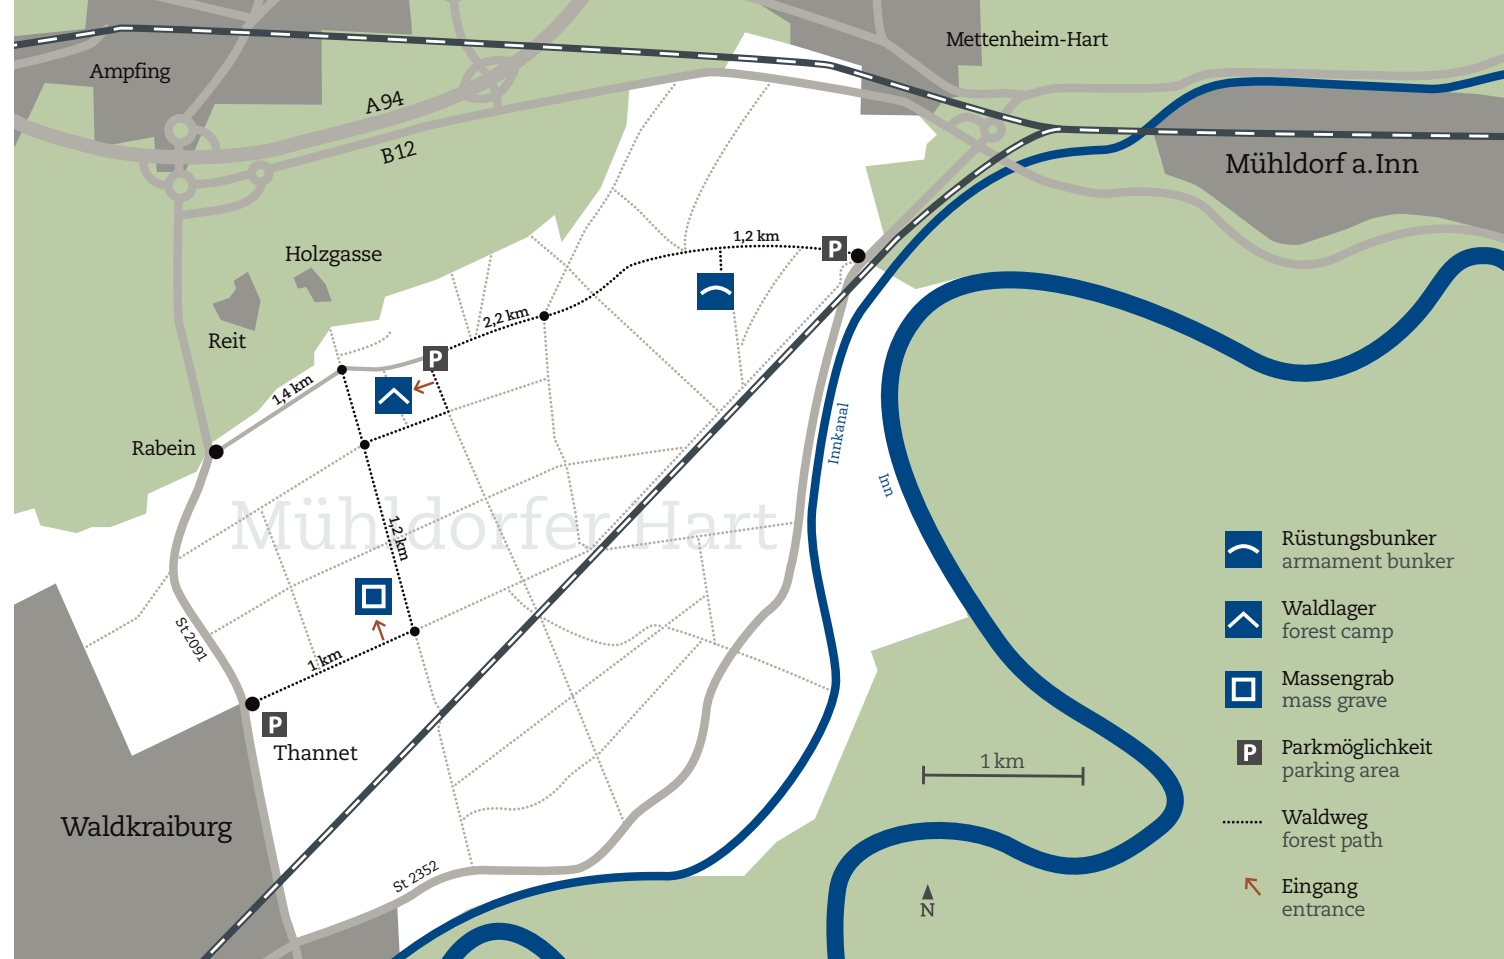 Mettenheim-Hart
Ampfing
A 94
B12
Mühldorf a. Inn
Holzgasse
1,2 km
P
Reit
2,2 km
P
1,4 km
Rabein
Innkanal
Inn
Mühldorfer Hart
1,2 km
St 2091
1 km
P
Thannet
Waldkraiburg
St 2352
1 km
N
Rüstungsbunker
armament bunker
Waldlager
forest camp
Massengrab
mass grave
P
Parkmöglichkeit
parking area
Waldweg
forest path
Eingang
entrance